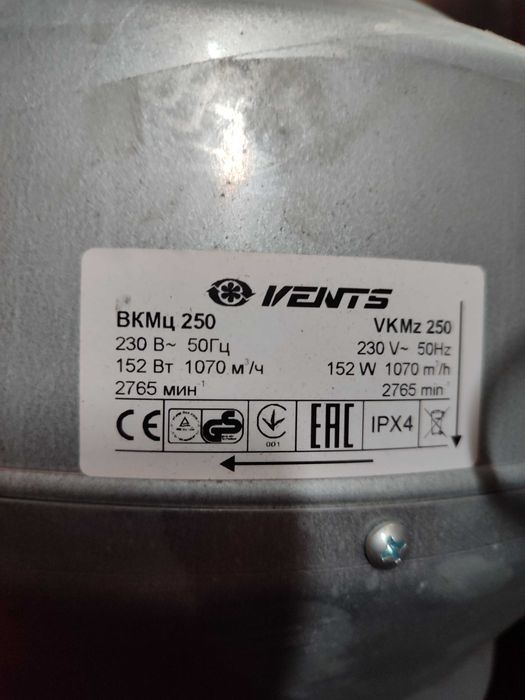 VENTS
ВКМц 250 VKMz 250
230 В~ 50Гц 230 V~ 50Hz
152 Вт 1070 м³/ч 152 W 1070 m³/h
2765 мин⁻¹ 2765 min⁻¹
CE GS 001 EAC IPX4